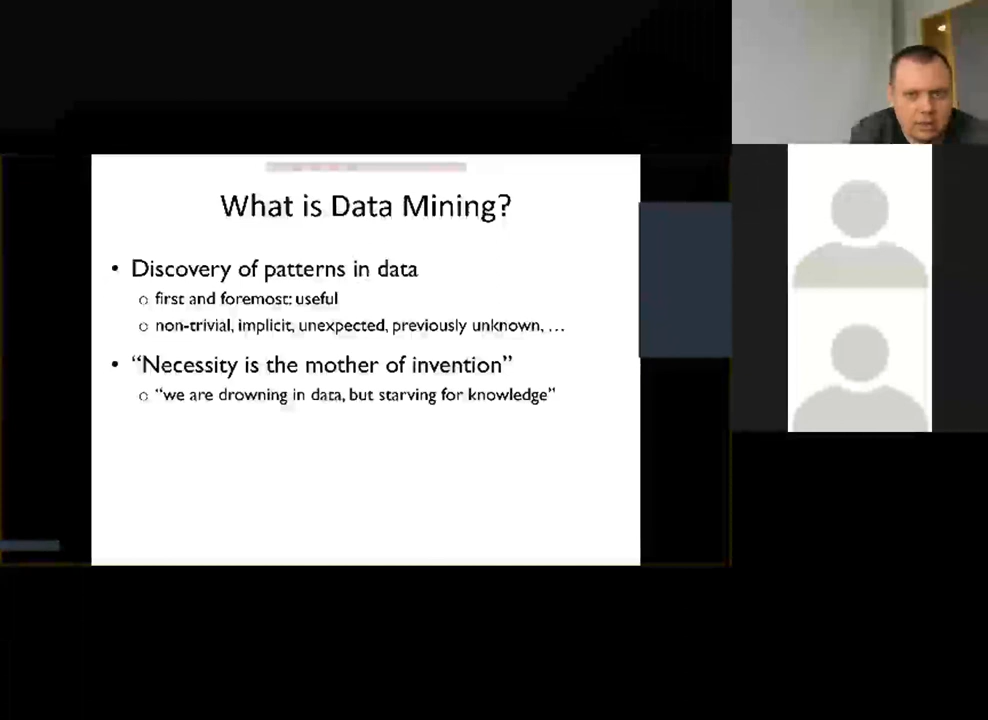 What is Data Mining?
• Discovery of patterns in data
○ first and foremost: useful
○ non-trivial, implicit, unexpected, previously unknown, …
• “Necessity is the mother of invention”
○ “we are drowning in data, but starving for knowledge”